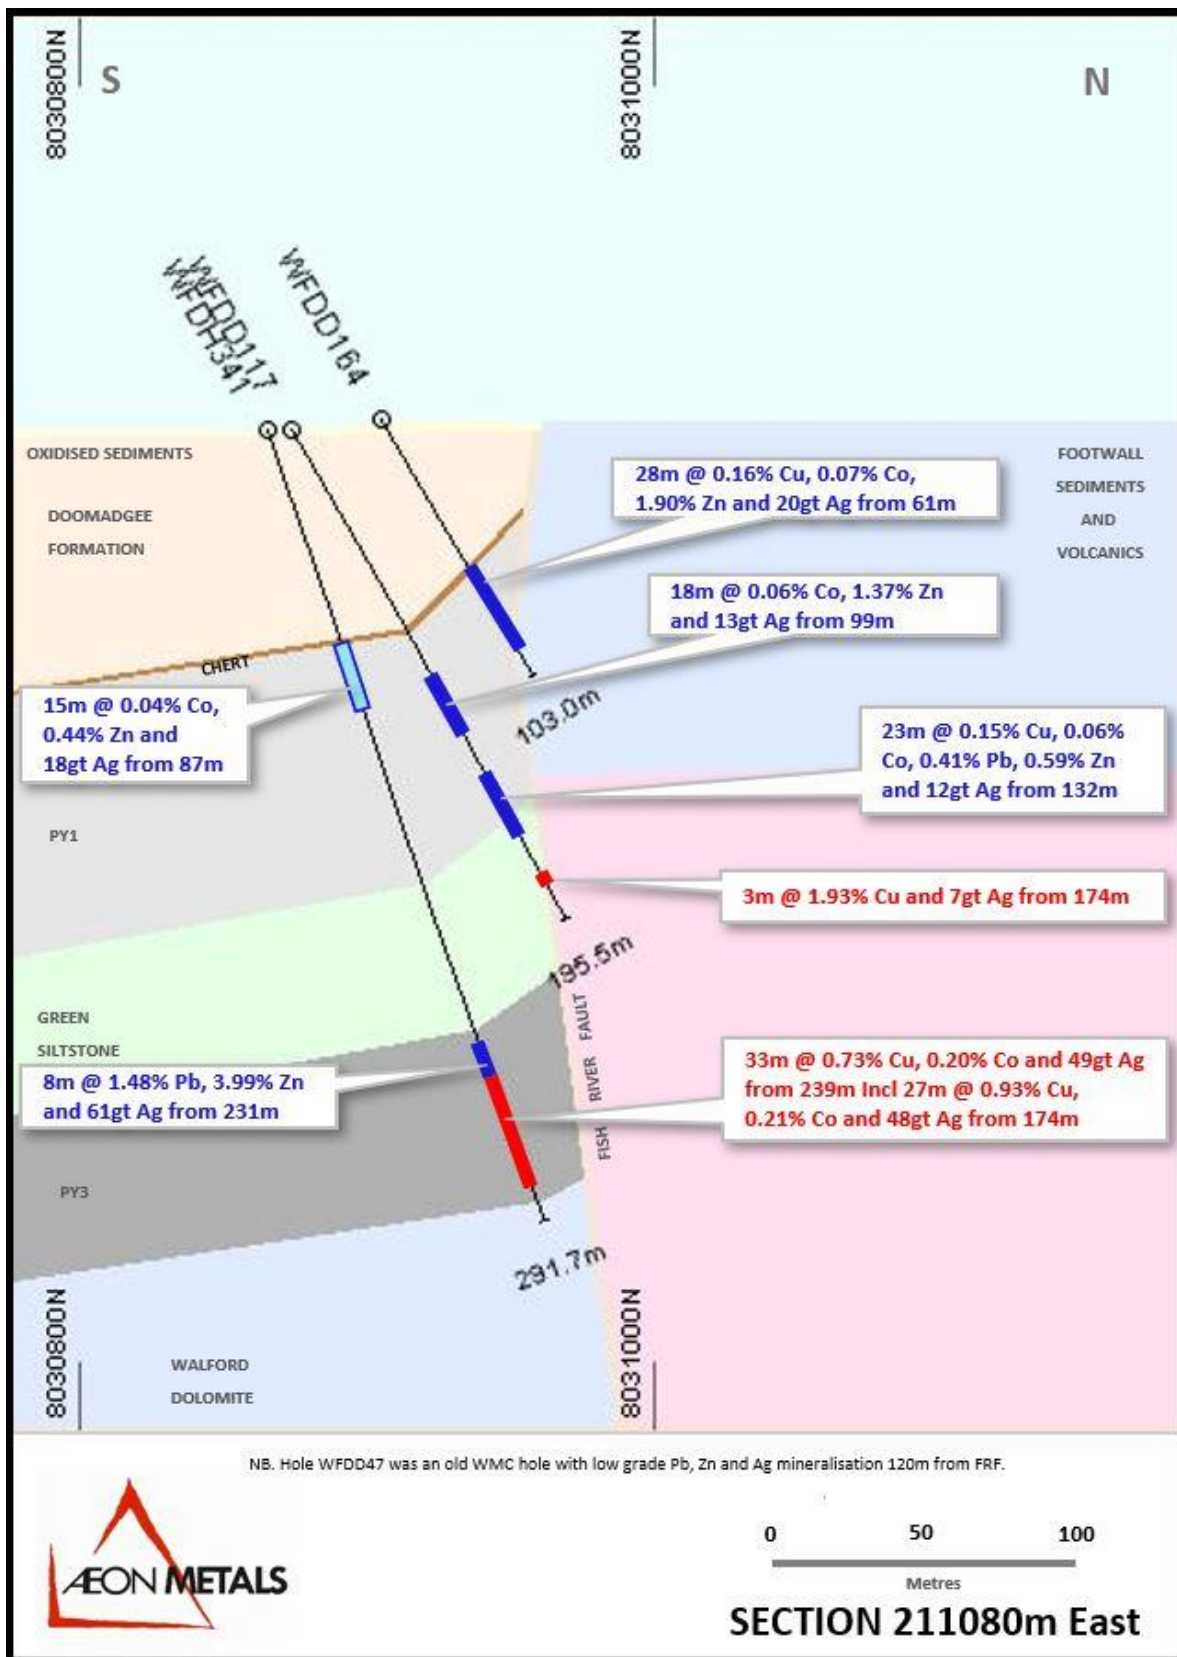 8030800N
S
8031000N
N
WFDH341
WFDD117
WFDD164
OXIDISED SEDIMENTS
DOOMADGEE
FORMATION
FOOTWALL
SEDIMENTS
AND
VOLCANICS
28m @ 0.16% Cu, 0.07% Co,
1.90% Zn and 20gt Ag from 61m
18m @ 0.06% Co, 1.37% Zn
and 13gt Ag from 99m
CHERT
103.0m
15m @ 0.04% Co,
0.44% Zn and
18gt Ag from 87m
23m @ 0.15% Cu, 0.06%
Co, 0.41% Pb, 0.59% Zn
and 12gt Ag from 132m
PY1
3m @ 1.93% Cu and 7gt Ag from 174m
195.5m
GREEN
SILTSTONE
FISH RIVER FAULT
8m @ 1.48% Pb, 3.99% Zn
and 61gt Ag from 231m
33m @ 0.73% Cu, 0.20% Co and 49gt Ag
from 239m Incl 27m @ 0.93% Cu,
0.21% Co and 48gt Ag from 174m
PY3
291.7m
8030800N
8031000N
WALFORD
DOLOMITE
NB. Hole WFDD47 was an old WMC hole with low grade Pb, Zn and Ag mineralisation 120m from FRF.
ÆON METALS
0 50 100
Metres
SECTION 211080m East